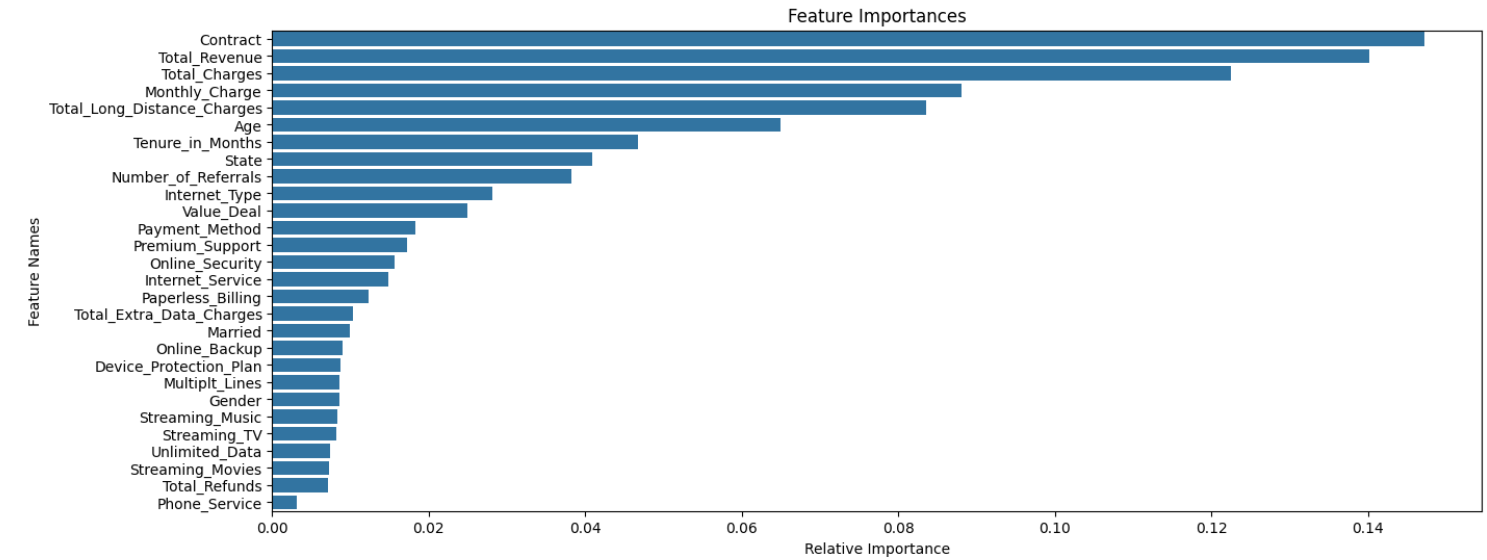 Feature Importances
Contract
Total_Revenue
Total_Charges
Monthly_Charge
Total_Long_Distance_Charges
Age
Tenure_in_Months
State
Number_of_Referrals
Internet_Type
Value_Deal
Payment_Method
Premium_Support
Online_Security
Internet_Service
Paperless_Billing
Total_Extra_Data_Charges
Married
Online_Backup
Device_Protection_Plan
Multiplt_Lines
Gender
Streaming_Music
Streaming_TV
Unlimited_Data
Streaming_Movies
Total_Refunds
Phone_Service
Feature Names
0.00 0.02 0.04 0.06 0.08 0.10 0.12 0.14
Relative Importance